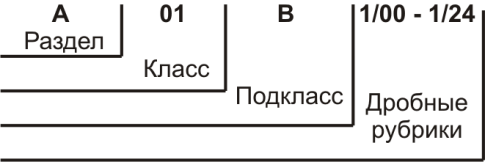 A 01 B 1/00 - 1/24
Раздел
Класс
Подкласс
Дробные
рубрики